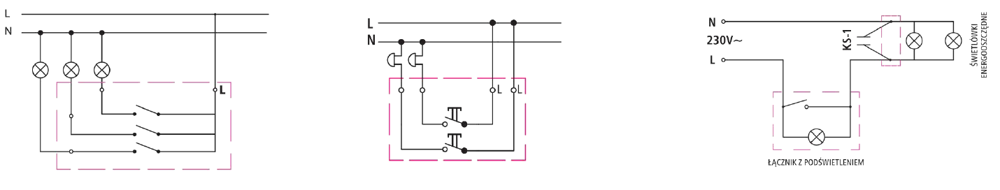 L
N
L
L
N
L
L
N
230V~
L
KS-1
ŚWIETLÓWKI
ENERGOOSZCZĘDNE
ŁĄCZNIK Z PODŚWIETLENIEM